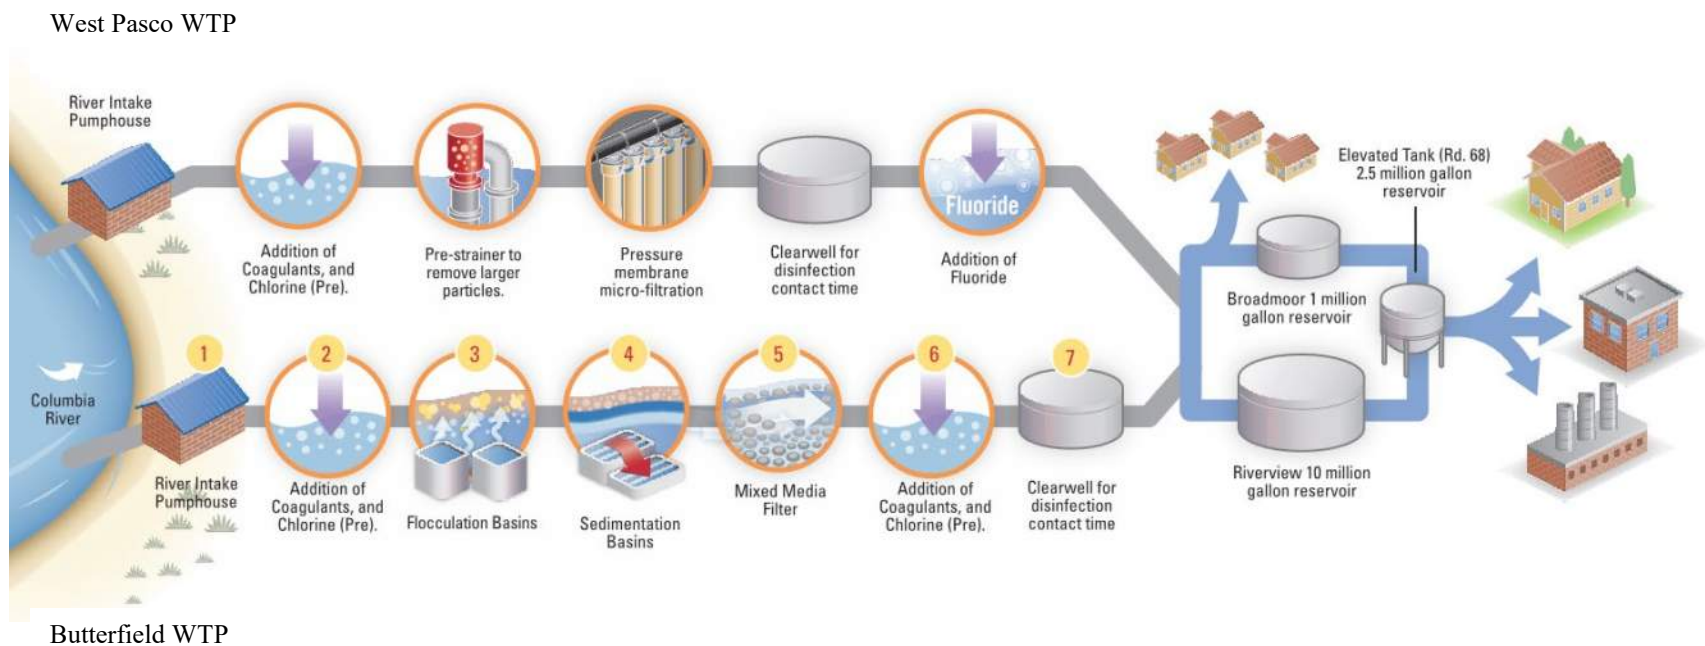 West Pasco WTP
River Intake
Pumphouse
Addition of
Coagulants, and
Chlorine (Pre).
Pre-strainer to
remove larger
particles.
Pressure
membrane
micro-filtration
Clearwell for
disinfection
contact time
Fluoride
Addition of
Fluoride
Elevated Tank (Rd. 68)
2.5 million gallon
reservoir
Broadmoor 1 million
gallon reservoir
Columbia
River
1
River Intake
Pumphouse
2
Addition of
Coagulants, and
Chlorine (Pre).
3
Flocculation Basins
4
Sedimentation
Basins
5
Mixed Media
Filter
6
Addition of
Coagulants, and
Chlorine (Pre).
7
Clearwell for
disinfection
contact time
Riverview 10 million
gallon reservoir
Butterfield WTP